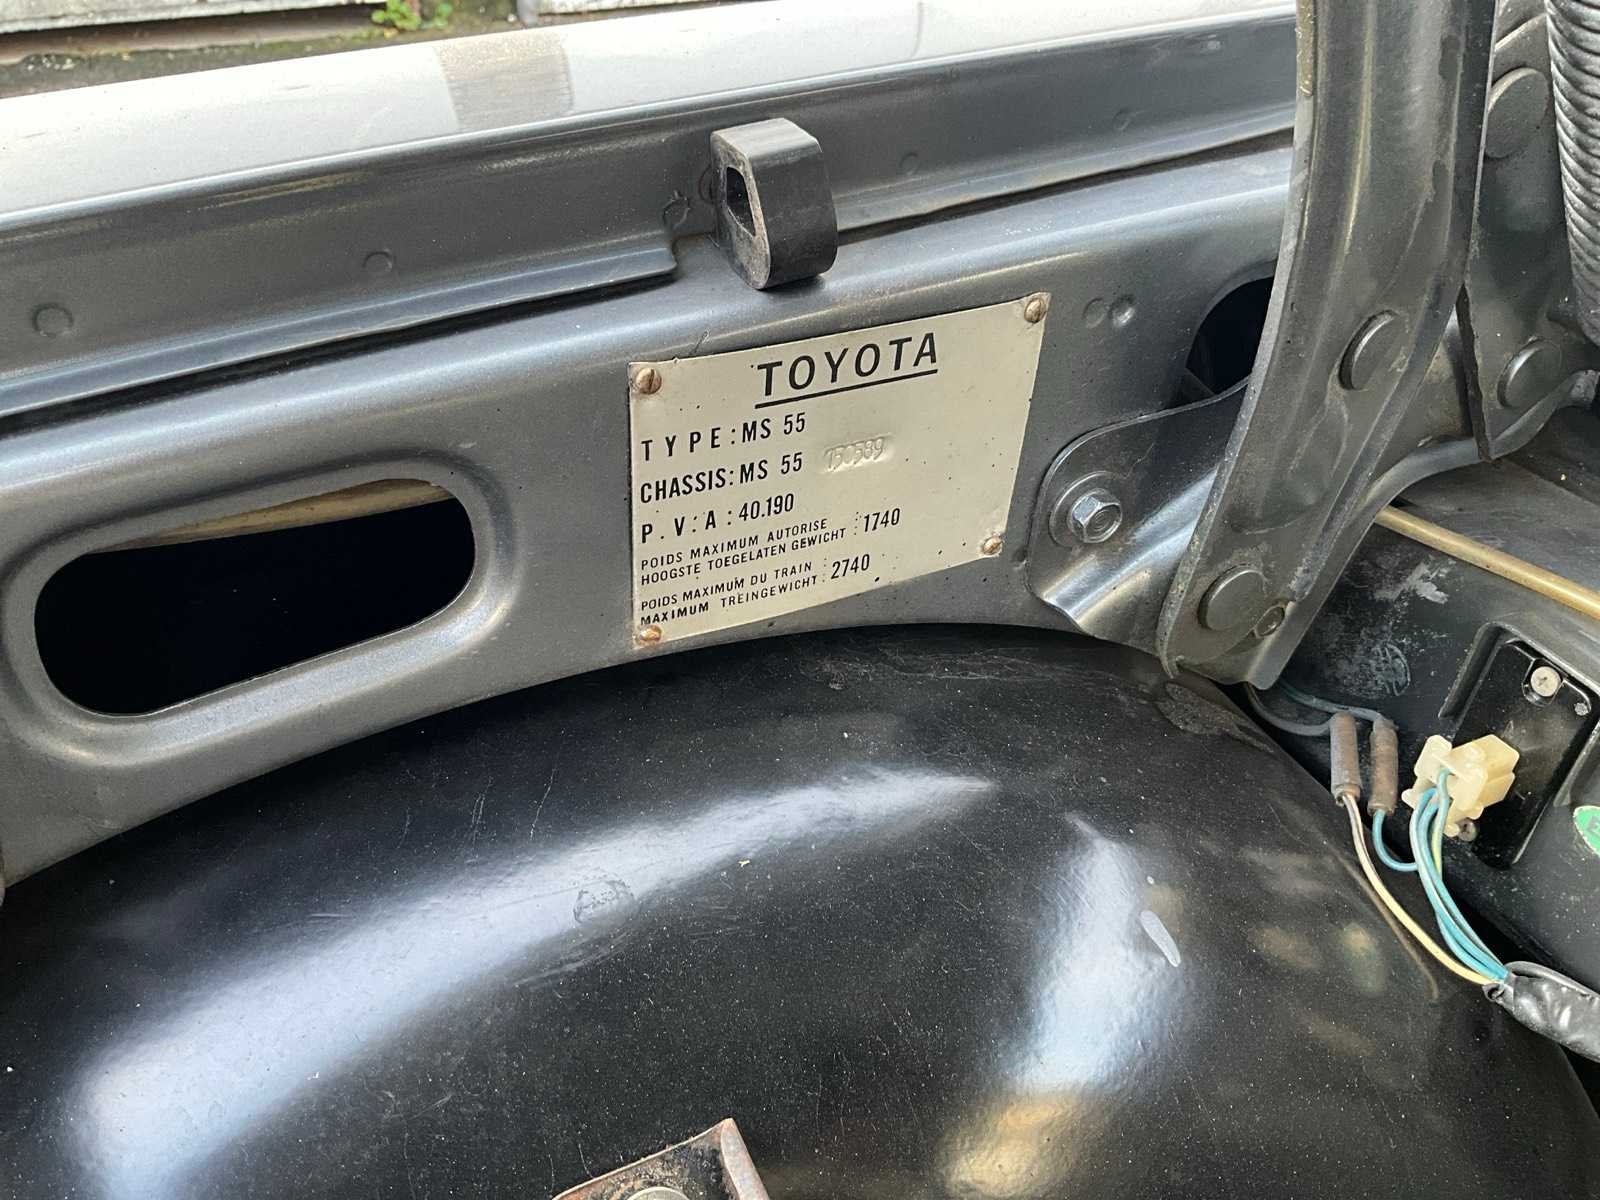 TOYOTA
TYPE: MS 55
CHASSIS: MS 55 150589
P.V.A: 40.190
POIDS MAXIMUM AUTORISE
HOOGSTE TOEGELATEN GEWICHT : 1740
POIDS MAXIMUM DU TRAIN
MAXIMUM TREINGEWICHT : 2740